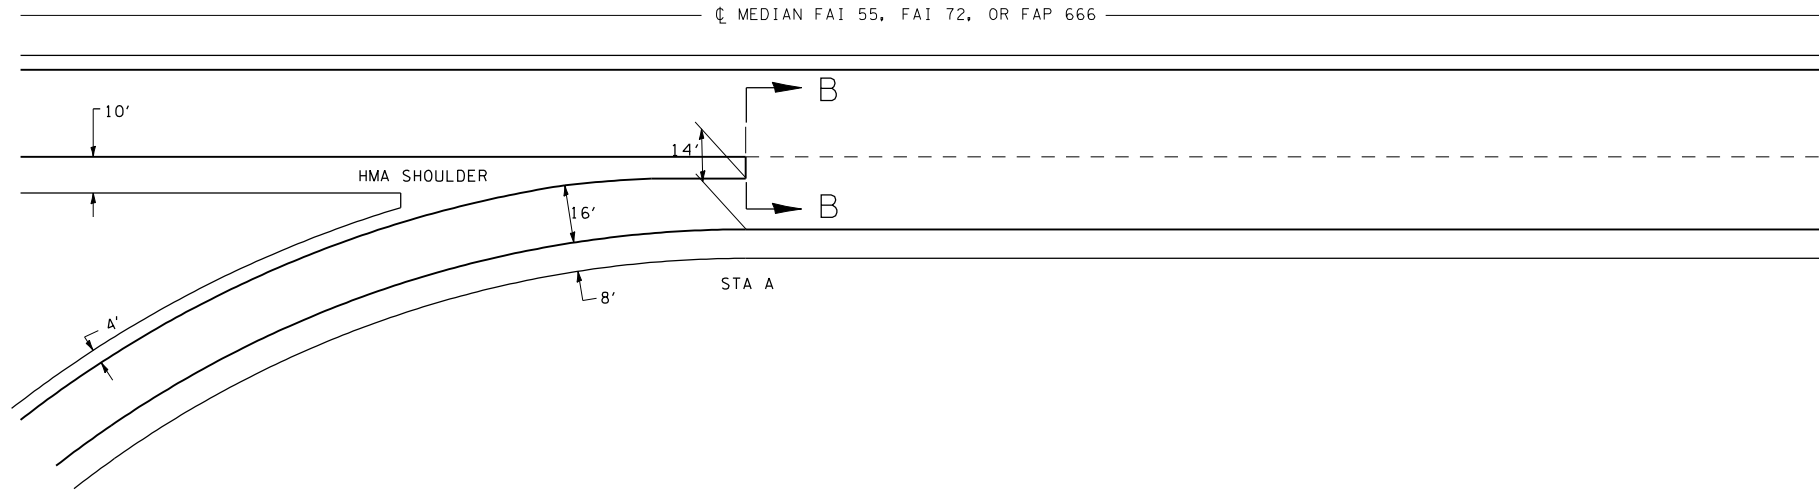 ℄ MEDIAN FAI 55, FAI 72, OR FAP 666
B
10'
14'
HMA SHOULDER
B
16'
STA A
8'
4'